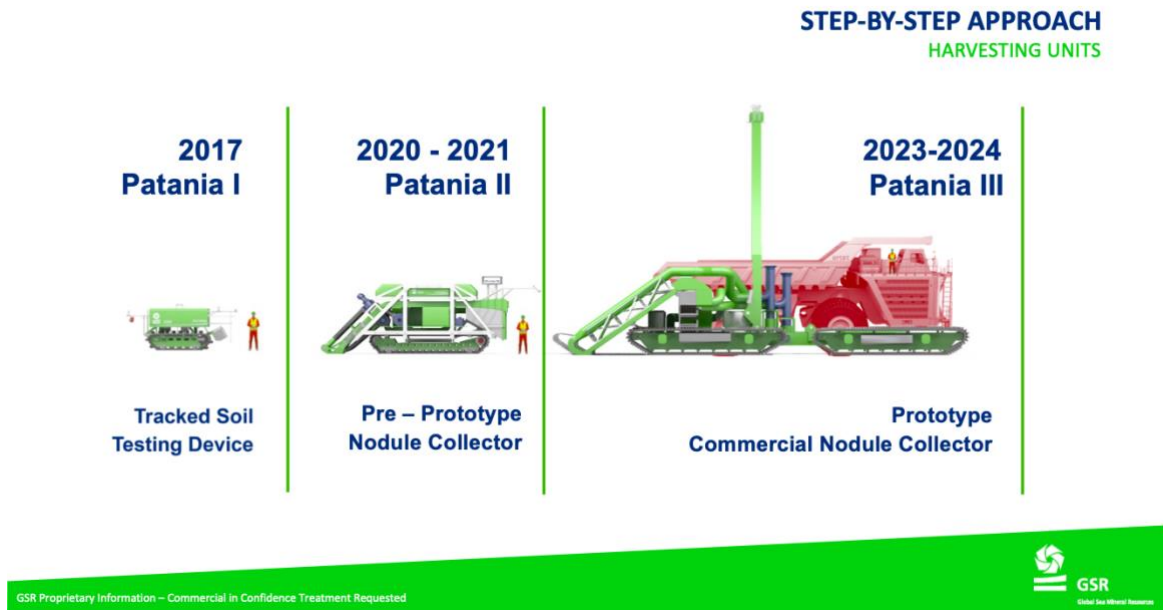 STEP-BY-STEP APPROACH
HARVESTING UNITS
2017
Patania I
2020 - 2021
Patania II
2023-2024
Patania III
Tracked Soil
Testing Device
Pre – Prototype
Nodule Collector
Prototype
Commercial Nodule Collector
GSR Proprietary Information – Commercial in Confidence Treatment Requested
GSR
Global Sea Mineral Resources